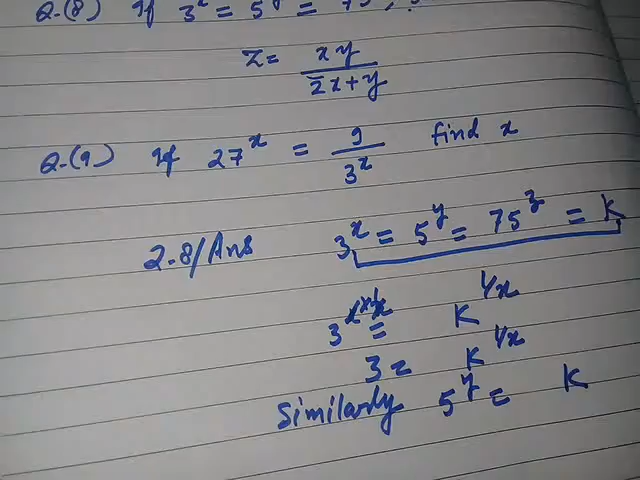 Q.(8) If 3^x = 5^y = 75^z,
z = xy / 2x+y
Q.(9) If 27^x = 9 / 3^x find x
Q.8/Ans 3^x = 5^y = 75^z = K
3^x×1/x = K^1/x
3 = K^1/x
Similarly 5^y = K